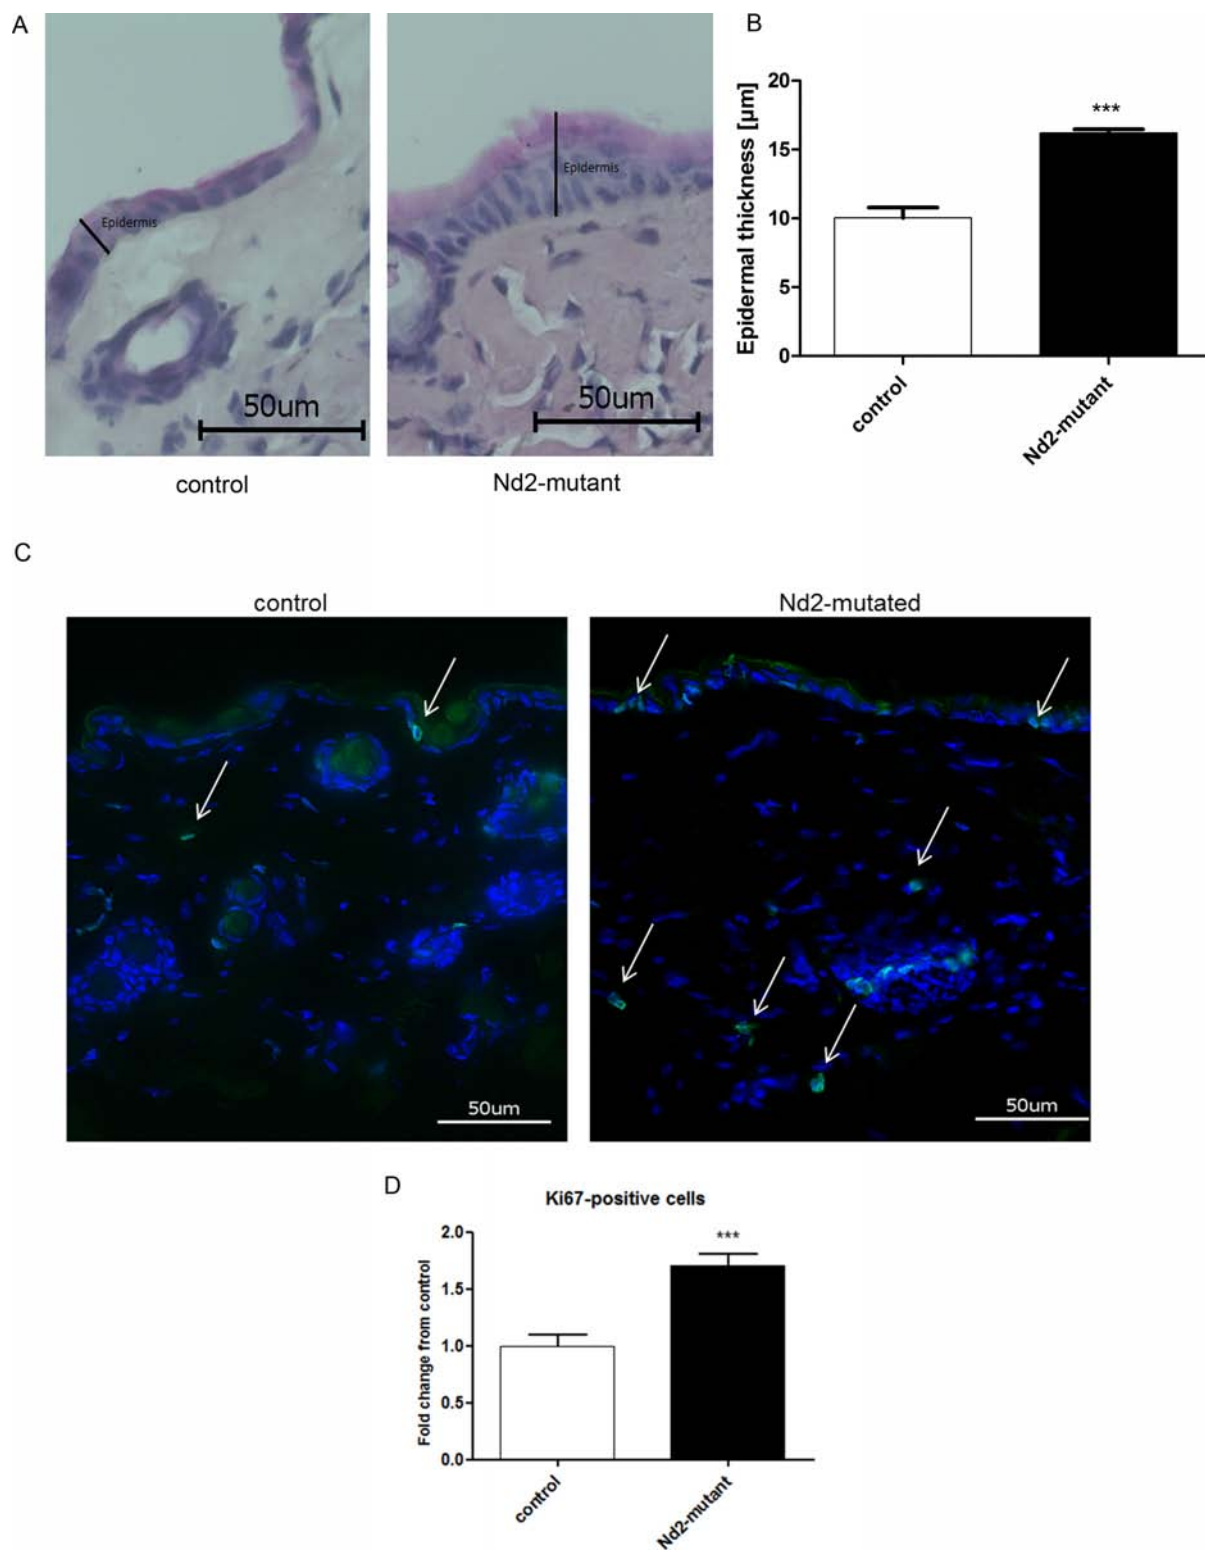 A
Epidermis
50um
control
Epidermis
50um
Nd2-mutant
B
Epidermal thickness [µm]
20
15
10
5
0
***
control
Nd2-mutant
C
control
50um
Nd2-mutated
50um
D
Ki67-positive cells
Fold change from control
2.0
1.5
1.0
0.5
0.0
***
control
Nd2-mutant